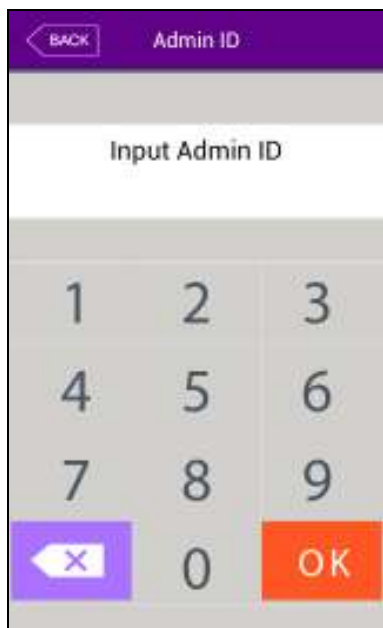 BACK Admin ID
Input Admin ID
1 2 3
4 5 6
7 8 9
0 OK